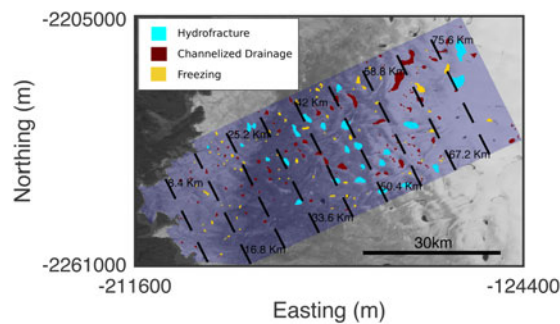 -2205000
Hydrofracture
Channelized Drainage
Freezing
75.6 Km
58.8 Km
42 Km
25.2 Km
8.4 Km
67.2 Km
50.4 Km
33.6 Km
16.8 Km
30km
Northing (m)
-2261000
-211600
-124400
Easting (m)